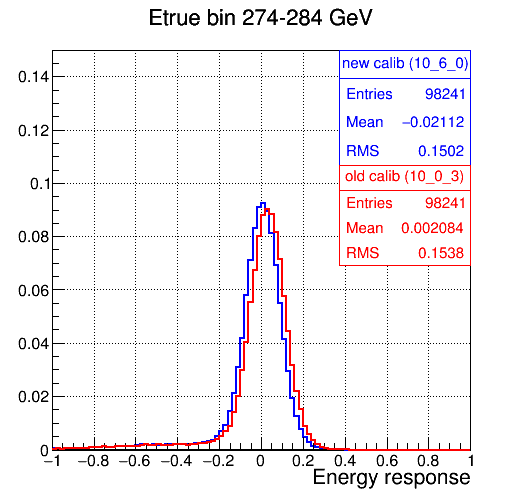 Etrue bin 274-284 GeV
new calib (10_6_0)
Entries 98241
Mean −0.02112
RMS 0.1502
old calib (10_0_3)
Entries 98241
Mean 0.002084
RMS 0.1538
0.14
0.12
0.1
0.08
0.06
0.04
0.02
0
−1 −0.8 −0.6 −0.4 −0.2 0 0.2 0.4 0.6 0.8 1
Energy response